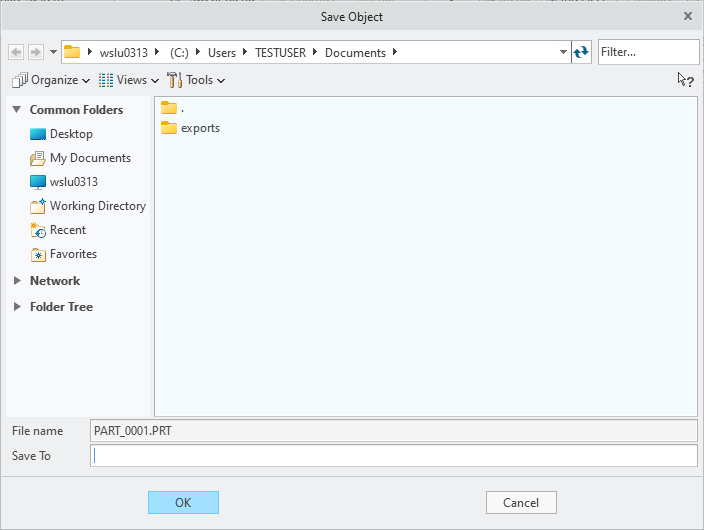 Save Object
wslu0313 (C:) Users TESTUSER Documents Filter...
Organize Views Tools ?
Common Folders
.
Desktop
exports
My Documents
wslu0313
Working Directory
Recent
Favorites
Network
Folder Tree
File name PART_0001.PRT
Save To
OK Cancel